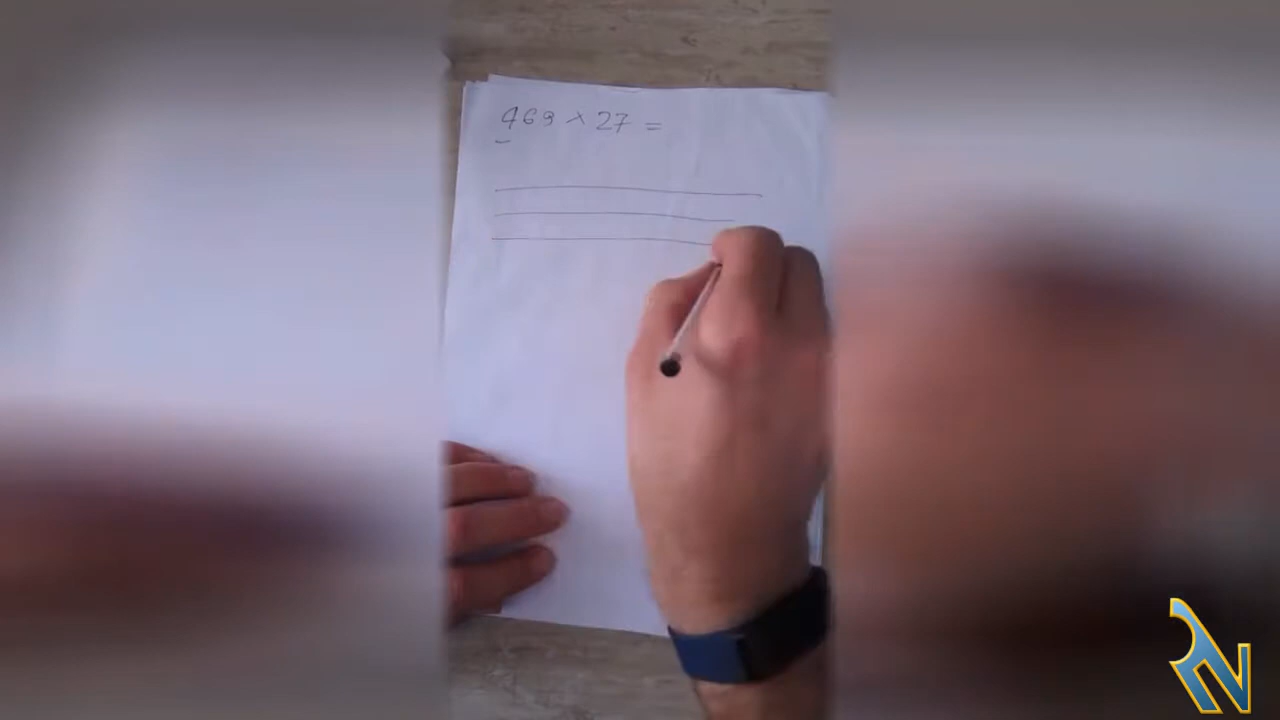 469 × 27 =